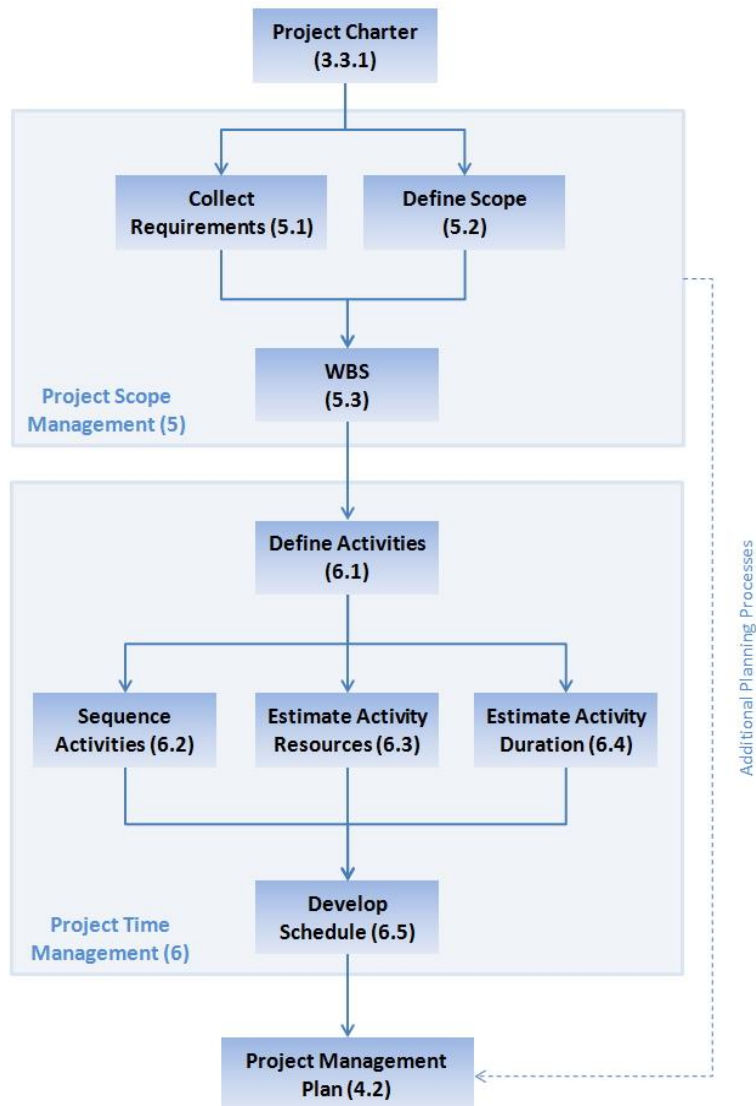 Project Charter
(3.3.1)
Collect
Requirements (5.1)
Define Scope
(5.2)
WBS
(5.3)
Project Scope
Management (5)
Define Activities
(6.1)
Sequence
Activities (6.2)
Estimate Activity
Resources (6.3)
Estimate Activity
Duration (6.4)
Additional Planning Processes
Develop
Schedule (6.5)
Project Time
Management (6)
Project Management
Plan (4.2)